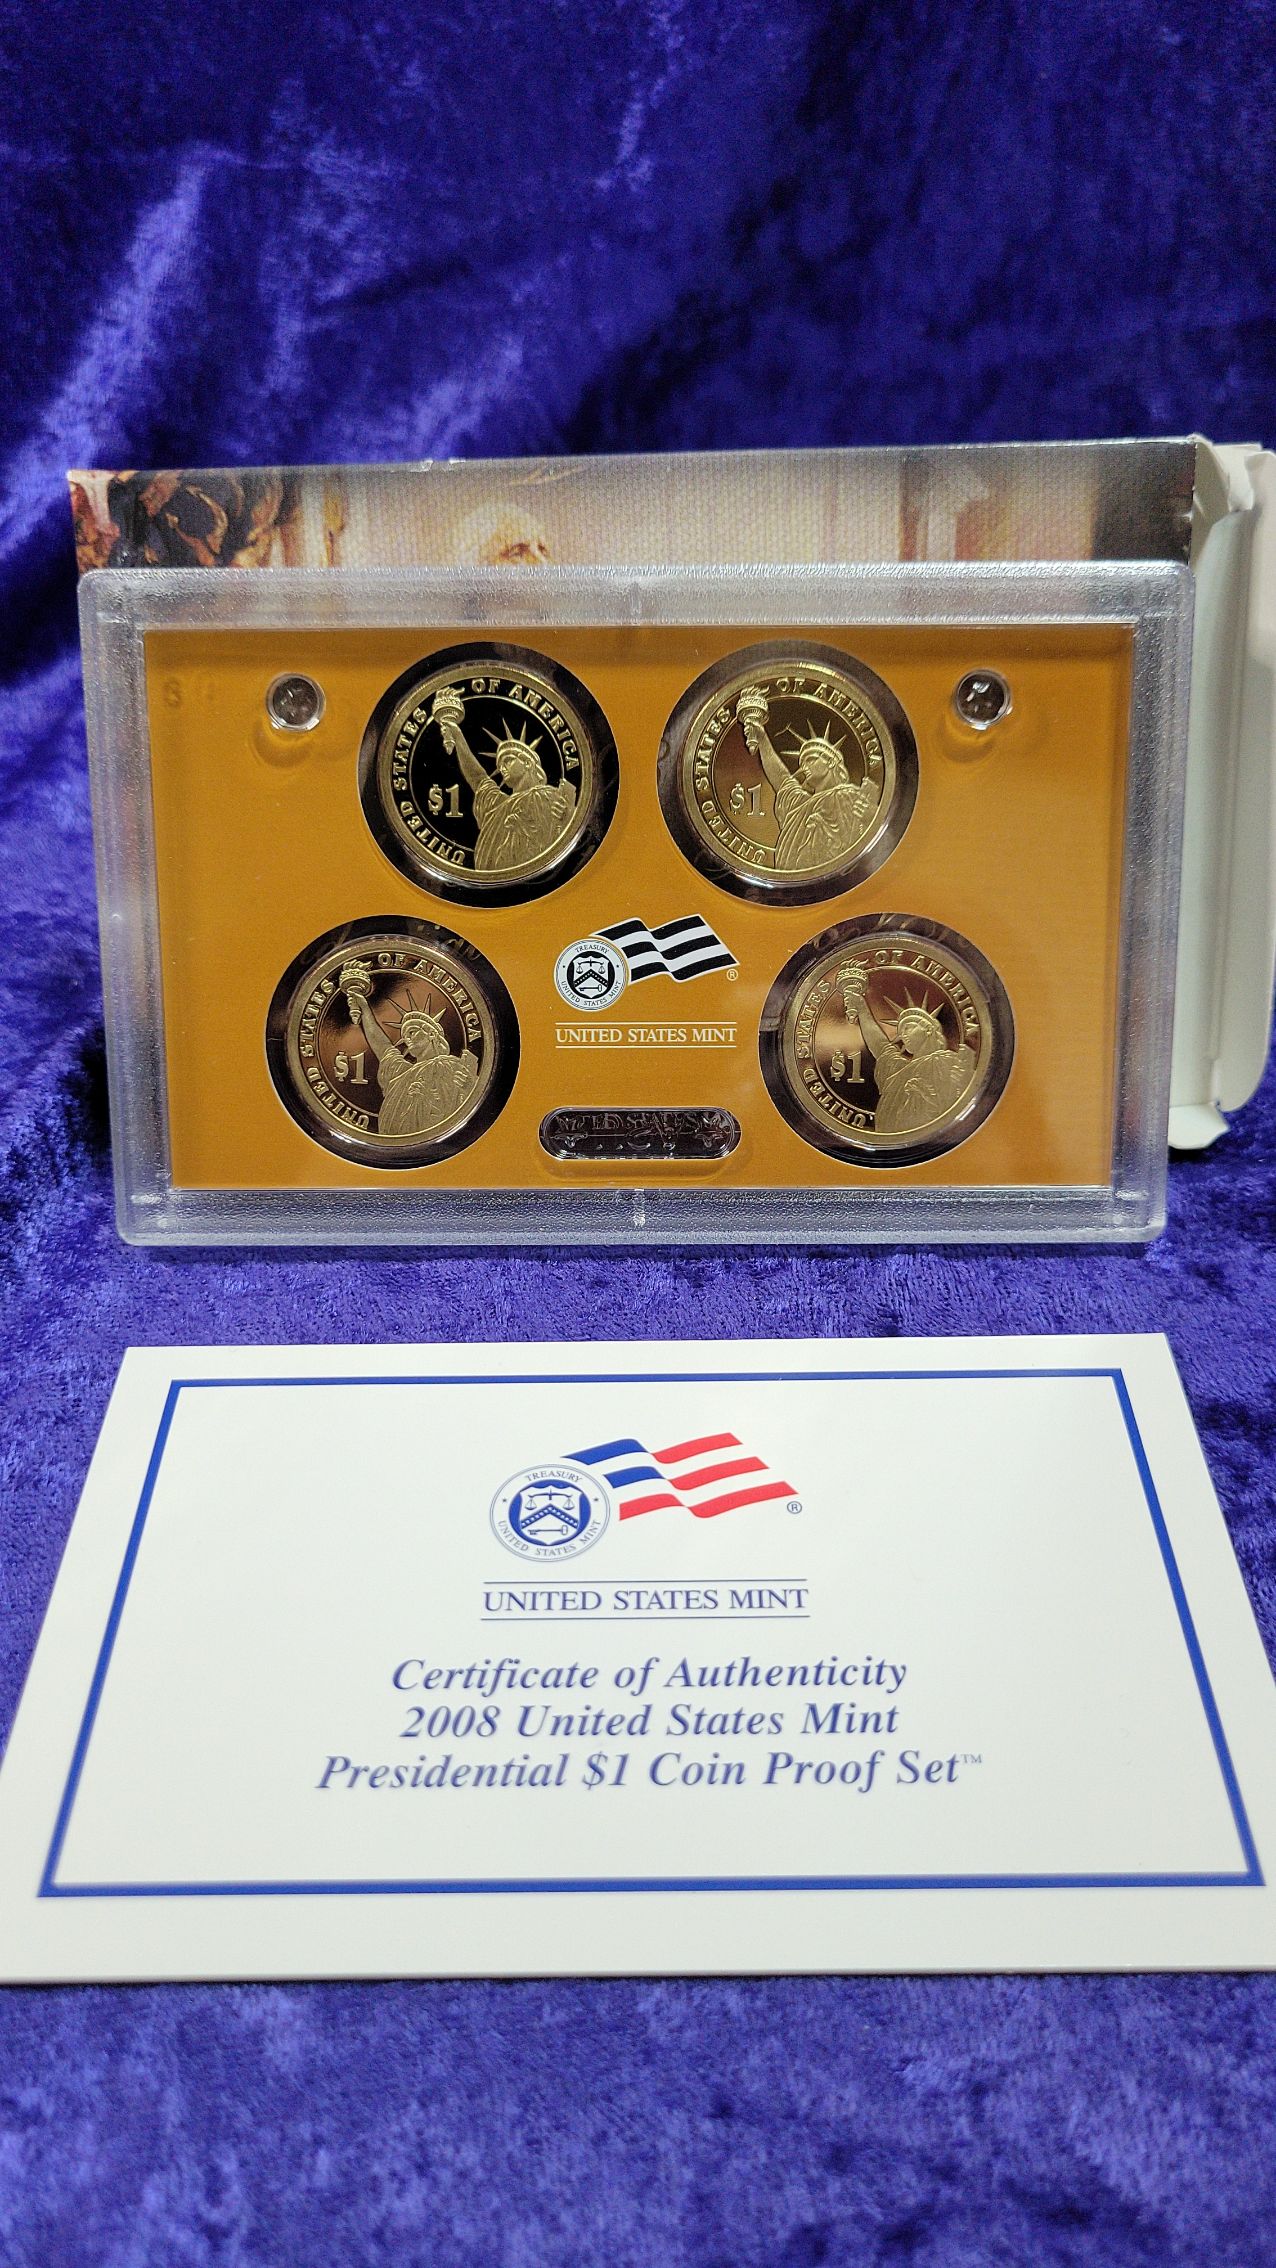 UNITED STATES OF AMERICA
$1
UNITED STATES OF AMERICA
$1
UNITED STATES OF AMERICA
$1
TREASURY
UNITED STATES MINT
®
UNITED STATES MINT
UNITED STATES OF AMERICA
$1
UNITED STATES
TREASURY
UNITED STATES MINT
®
UNITED STATES MINT
Certificate of Authenticity
2008 United States Mint
Presidential $1 Coin Proof Set™